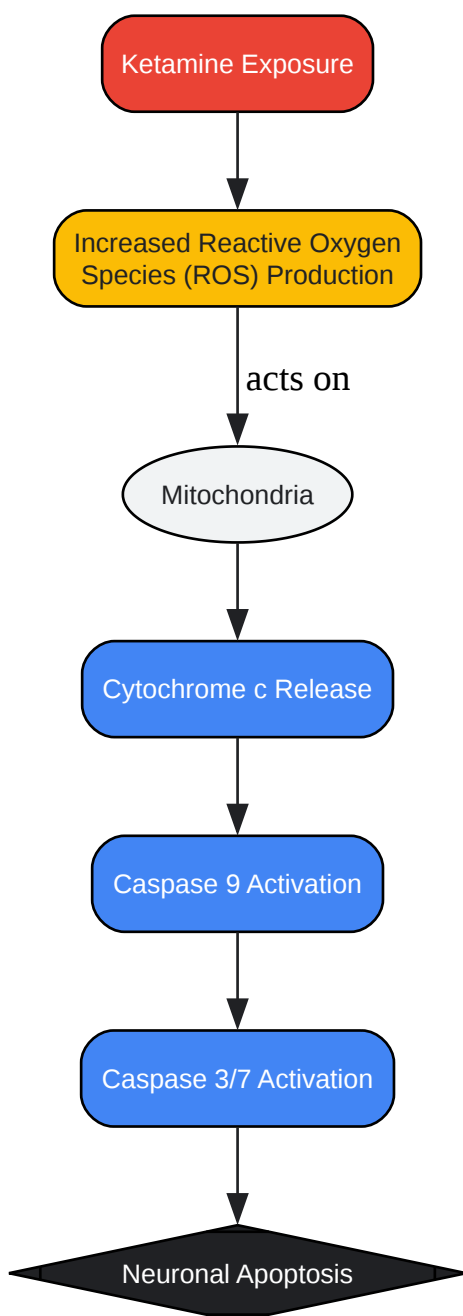 Ketamine Exposure
Increased Reactive Oxygen
Species (ROS) Production
acts on
Mitochondria
Cytochrome c Release
Caspase 9 Activation
Caspase 3/7 Activation
Neuronal Apoptosis